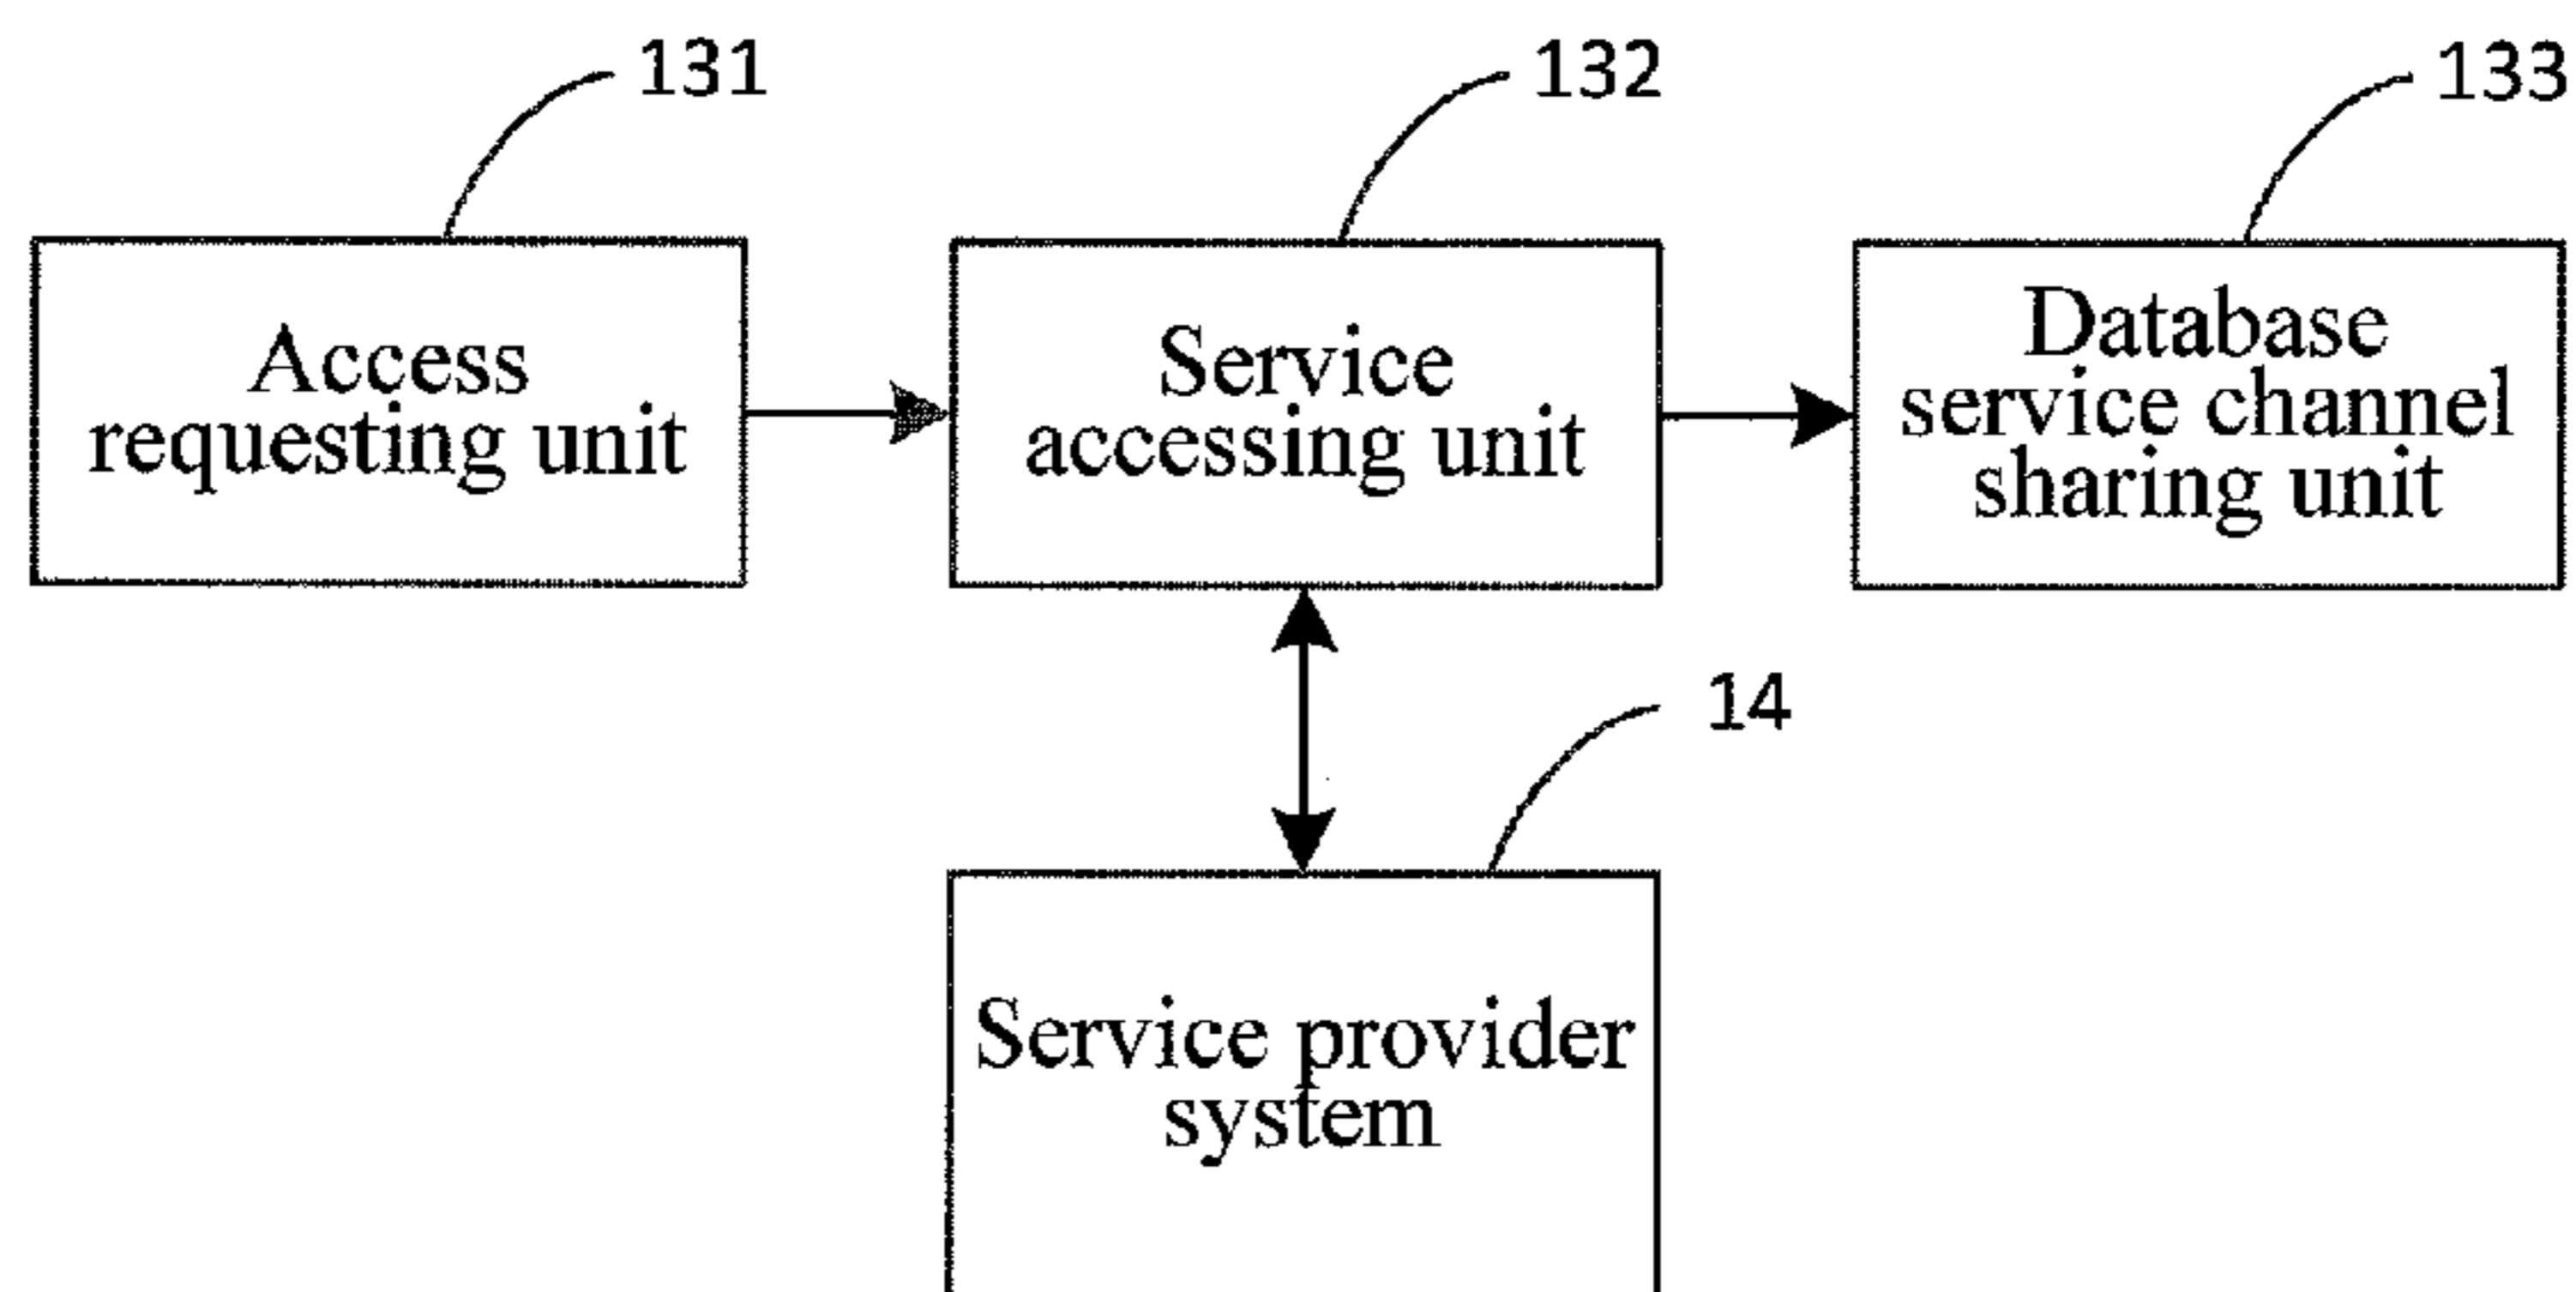 131
132
133
Access
requesting unit
Service
accessing unit
Database
service channel
sharing unit
14
Service provider
system